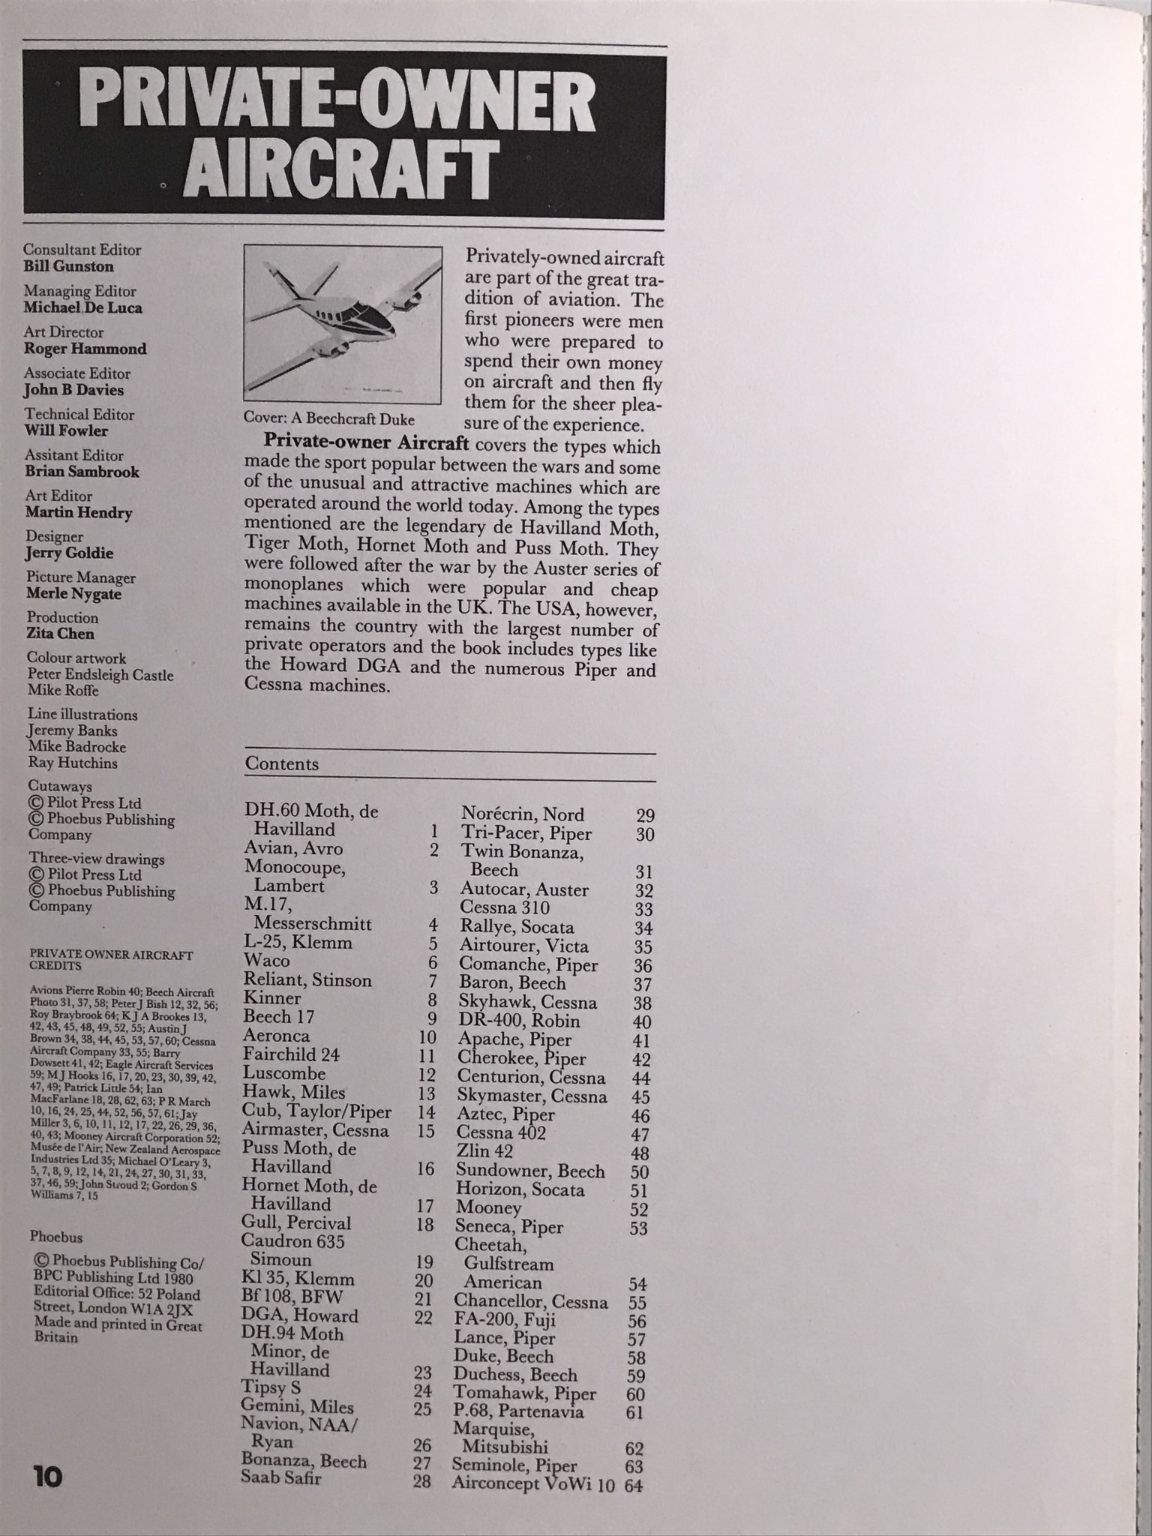 PRIVATE-OWNER
AIRCRAFT
Consultant Editor
Bill Gunston
Managing Editor
Michael De Luca
Art Director
Roger Hammond
Associate Editor
John B Davies
Technical Editor
Will Fowler
Assitant Editor
Brian Sambrook
Art Editor
Martin Hendry
Designer
Jerry Goldie
Picture Manager
Merle Nygate
Production
Zita Chen
Colour artwork
Peter Endsleigh Castle
Mike Roffe
Line illustrations
Jeremy Banks
Mike Badrocke
Ray Hutchins
Cutaways
© Pilot Press Ltd
© Phoebus Publishing
Company
Three-view drawings
© Pilot Press Ltd
© Phoebus Publishing
Company
PRIVATE OWNER AIRCRAFT
CREDITS
Avions Pierre Robin 40; Beech Aircraft
Photo 31, 37, 58; Peter J Bish 12, 32, 56;
Roy Braybrook 64; K J A Brookes 13,
42, 43, 45, 48, 49, 52, 55; Austin J
Brown 34, 38, 44, 45, 53, 57, 60; Cessna
Aircraft Company 33, 55; Barry
Dowsett 41, 42; Eagle Aircraft Services
59; M J Hooks 16, 17, 20, 23, 30, 39, 42,
47, 49; Patrick Little 54; Ian
MacFarlane 18, 28, 62, 63; P R March
10, 16, 24, 25, 44, 52, 56, 57, 61; Jay
Miller 3, 6, 10, 11, 12, 17, 22, 26, 29, 36,
40, 43; Mooney Aircraft Corporation 52;
Musée de l'Air; New Zealand Aerospace
Industries Ltd 35; Michael O'Leary 3,
5, 7, 8, 9, 12, 14, 21, 24, 27, 30, 31, 33,
37, 46, 59; John Stroud 2; Gordon S
Williams 7, 15
Phoebus
© Phoebus Publishing Co/
BPC Publishing Ltd 1980
Editorial Office: 52 Poland
Street, London W1A 2JX
Made and printed in Great
Britain
10
Cover: A Beechcraft Duke
Privately-owned aircraft
are part of the great tra-
dition of aviation. The
first pioneers were men
who were prepared to
spend their own money
on aircraft and then fly
them for the sheer plea-
sure of the experience.
Private-owner Aircraft covers the types which
made the sport popular between the wars and some
of the unusual and attractive machines which are
operated around the world today. Among the types
mentioned are the legendary de Havilland Moth,
Tiger Moth, Hornet Moth and Puss Moth. They
were followed after the war by the Auster series of
monoplanes which were popular and cheap
machines available in the UK. The USA, however,
remains the country with the largest number of
private operators and the book includes types like
the Howard DGA and the numerous Piper and
Cessna machines.
Contents
DH.60 Moth, de
Havilland 1
Avian, Avro 2
Monocoupe,
Lambert 3
M.17,
Messerschmitt 4
L-25, Klemm 5
Waco 6
Reliant, Stinson 7
Kinner 8
Beech 17 9
Aeronca 10
Fairchild 24 11
Luscombe 12
Hawk, Miles 13
Cub, Taylor/Piper 14
Airmaster, Cessna 15
Puss Moth, de
Havilland 16
Hornet Moth, de
Havilland 17
Gull, Percival 18
Caudron 635
Simoun 19
Kl 35, Klemm 20
Bf 108, BFW 21
DGA, Howard 22
DH.94 Moth
Minor, de
Havilland 23
Tipsy S 24
Gemini, Miles 25
Navion, NAA/
Ryan 26
Bonanza, Beech 27
Saab Safir 28
Norécrin, Nord 29
Tri-Pacer, Piper 30
Twin Bonanza,
Beech 31
Autocar, Auster 32
Cessna 310 33
Rallye, Socata 34
Airtourer, Victa 35
Comanche, Piper 36
Baron, Beech 37
Skyhawk, Cessna 38
DR-400, Robin 40
Apache, Piper 41
Cherokee, Piper 42
Centurion, Cessna 44
Skymaster, Cessna 45
Aztec, Piper 46
Cessna 402 47
Zlin 42 48
Sundowner, Beech 50
Horizon, Socata 51
Mooney 52
Seneca, Piper 53
Cheetah,
Gulfstream
American 54
Chancellor, Cessna 55
FA-200, Fuji 56
Lance, Piper 57
Duke, Beech 58
Duchess, Beech 59
Tomahawk, Piper 60
P.68, Partenavia 61
Marquise,
Mitsubishi 62
Seminole, Piper 63
Airconcept VoWi 10 64